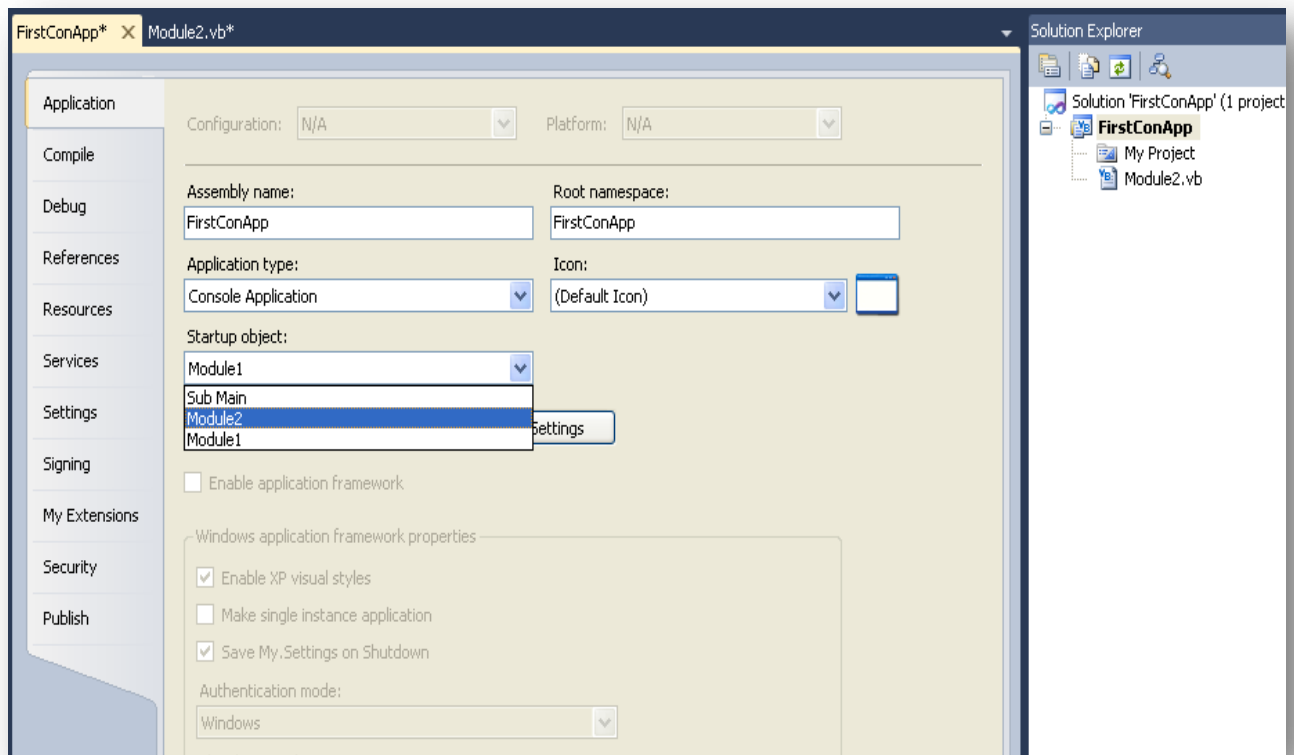 FirstConApp*
Module2.vb*
Solution Explorer
Application
Compile
Debug
References
Resources
Services
Settings
Signing
My Extensions
Security
Publish
Configuration: N/A
Platform: N/A
Assembly name:
FirstConApp
Root namespace:
FirstConApp
Application type:
Console Application
Icon:
(Default Icon)
Startup object:
Module1
Sub Main
Module2
Module1
Settings
Enable application framework
Windows application framework properties
Enable XP visual styles
Make single instance application
Save My.Settings on Shutdown
Authentication mode:
Windows
Solution 'FirstConApp' (1 project
FirstConApp
My Project
Module2.vb